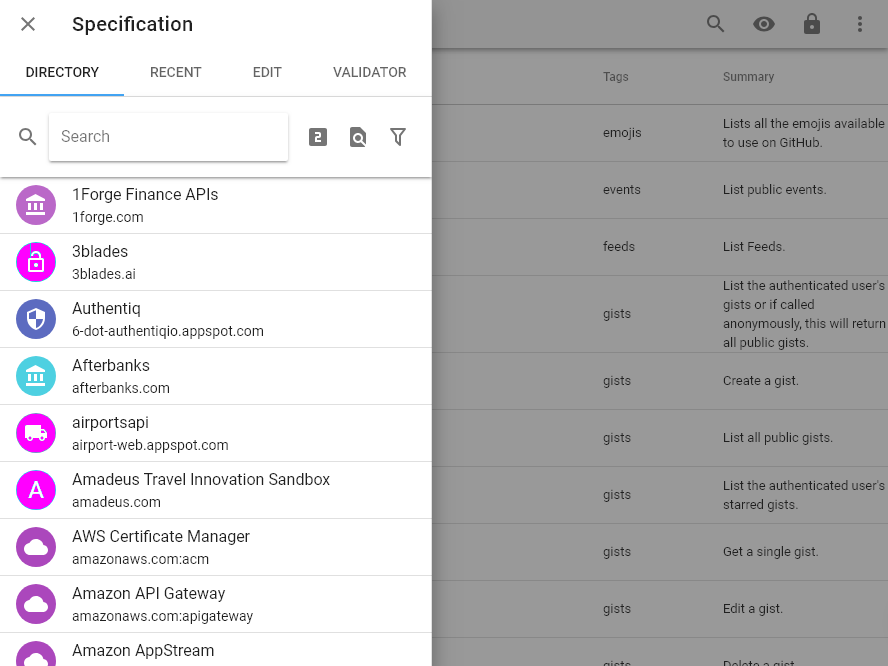 Specification
DIRECTORY
RECENT
EDIT
VALIDATOR
Search
2
1Forge Finance APIs
1forge.com
3blades
3blades.ai
Authentiq
6-dot-authentiqio.appspot.com
Afterbanks
afterbanks.com
airportsapi
airport-web.appspot.com
A
Amadeus Travel Innovation Sandbox
amadeus.com
AWS Certificate Manager
amazonaws.com:acm
Amazon API Gateway
amazonaws.com:apigateway
Amazon AppStream
Tags
Summary
emojis
Lists all the emojis available
to use on GitHub.
events
List public events.
feeds
List Feeds.
gists
List the authenticated user's
gists or if called
anonymously, this will return
all public gists.
gists
Create a gist.
gists
List all public gists.
gists
List the authenticated user's
starred gists.
gists
Get a single gist.
gists
Edit a gist.
gists
Delete a gist.